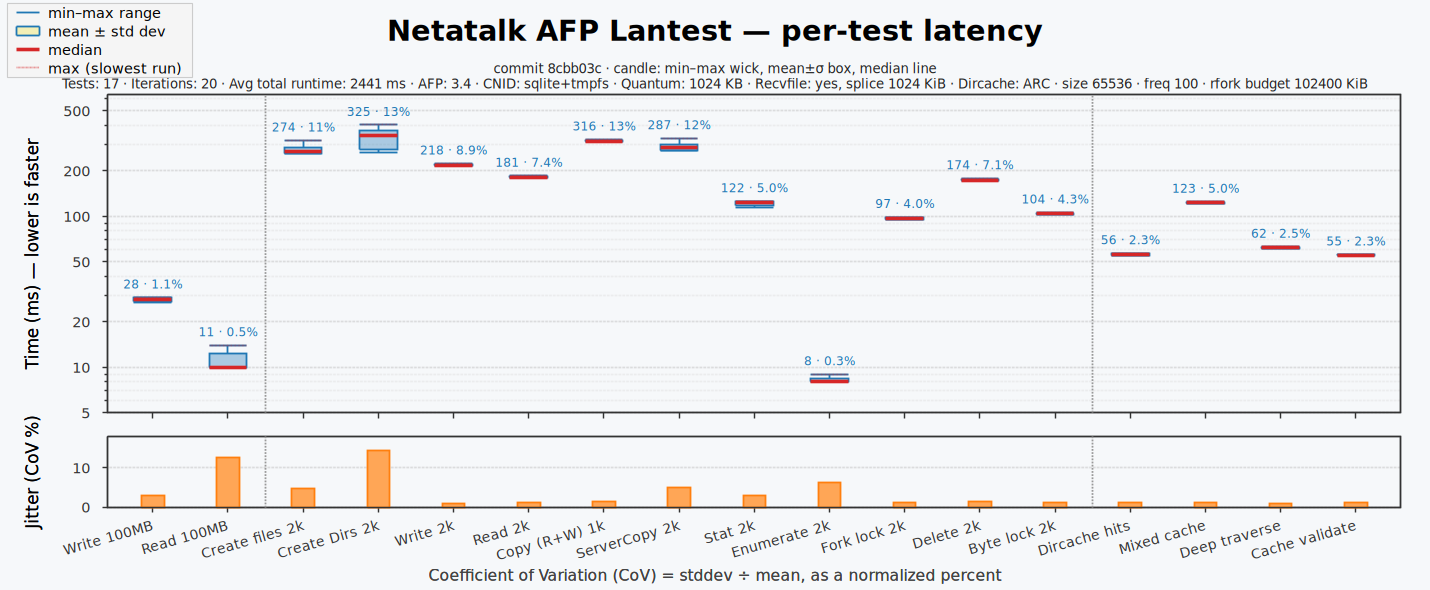 min–max range
mean ± std dev
median
max (slowest run)
Netatalk AFP Lantest — per-test latency
commit 8cbb03c · candle: min–max wick, mean±σ box, median line
Tests: 17 · Iterations: 20 · Avg total runtime: 2441 ms · AFP: 3.4 · CNID: sqlite+tmpfs · Quantum: 1024 KB · Recvfile: yes, splice 1024 KiB · Dircache: ARC · size 65536 · freq 100 · rfork budget 102400 KiB
Time (ms) — lower is faster
500
200
100
50
20
10
5
28 · 1.1%
11 · 0.5%
274 · 11%
325 · 13%
218 · 8.9%
181 · 7.4%
316 · 13%
287 · 12%
122 · 5.0%
8 · 0.3%
97 · 4.0%
174 · 7.1%
104 · 4.3%
56 · 2.3%
123 · 5.0%
62 · 2.5%
55 · 2.3%
Jitter (CoV %)
10
0
Write 100MB
Read 100MB
Create files 2k
Create Dirs 2k
Write 2k
Read 2k
Copy (R+W) 1k
ServerCopy 2k
Stat 2k
Enumerate 2k
Fork lock 2k
Delete 2k
Byte lock 2k
Dircache hits
Mixed cache
Deep traverse
Cache validate
Coefficient of Variation (CoV) = stddev ÷ mean, as a normalized percent